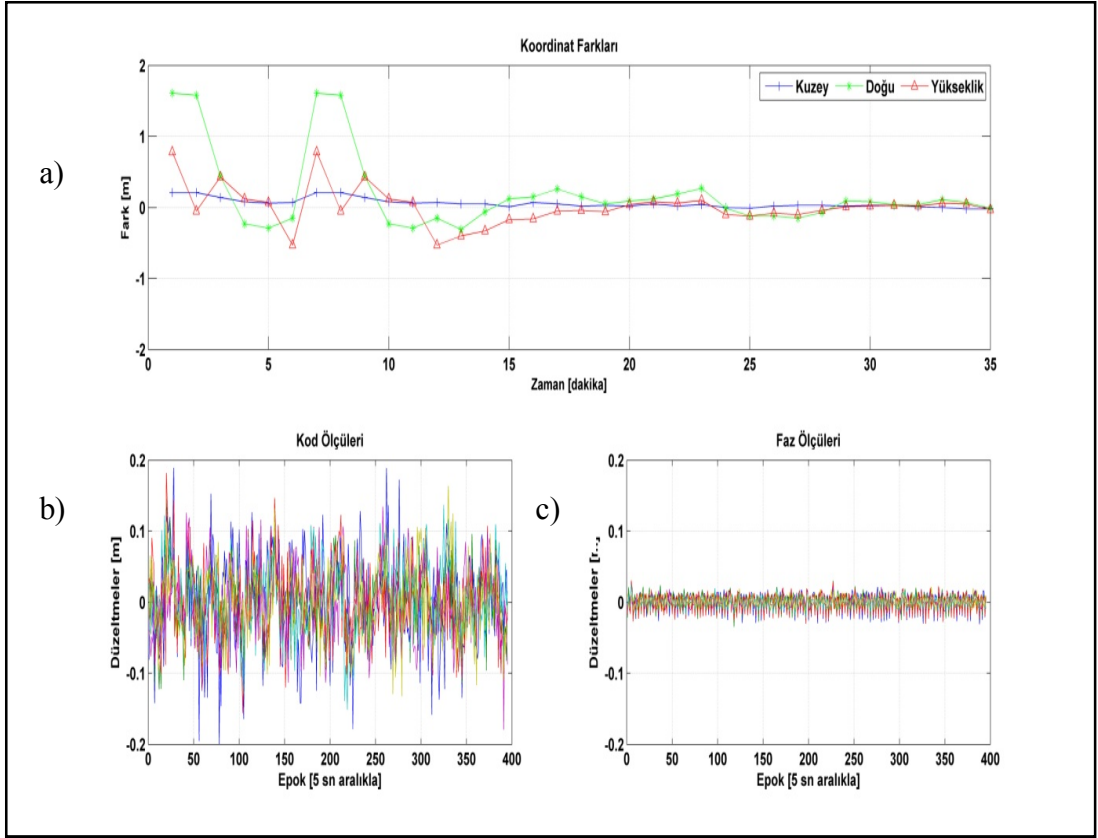 a)
Koordinat Farkları
Kuzey Doğu Yükseklik
Fark [m]
2
1
0
-1
-2
0 5 10 15 20 25 30 35
Zaman [dakika]
b)
Kod Ölçüleri
Düzeltmeler [m]
0.2
0.1
0
-0.1
-0.2
0 50 100 150 200 250 300 350 400
Epok [5 sn aralıkla]
c)
Faz Ölçüleri
Düzeltmeler [r..]
0.2
0.1
0
-0.1
-0.2
0 50 100 150 200 250 300 350 400
Epok [5 sn aralıkla]